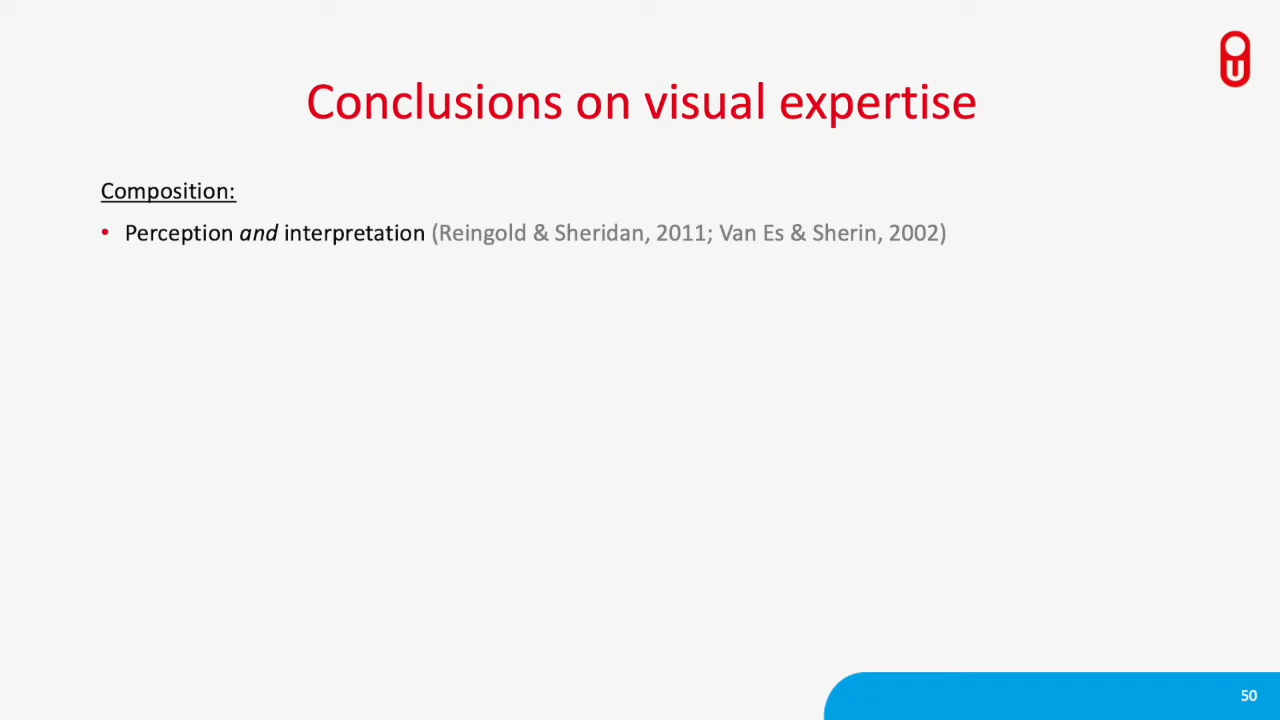 Conclusions on visual expertise
Composition:
• Perception and interpretation (Reingold & Sheridan, 2011; Van Es & Sherin, 2002)
50